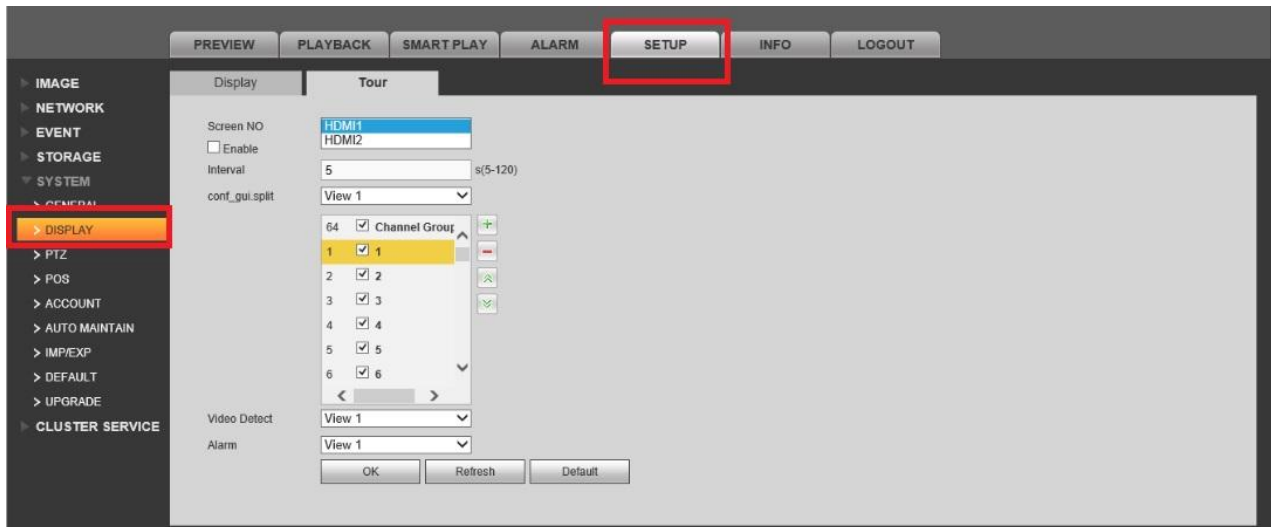 PREVIEW PLAYBACK SMART PLAY ALARM SETUP INFO LOGOUT
IMAGE
NETWORK
EVENT
STORAGE
SYSTEM
> GENERAL
> DISPLAY
> PTZ
> POS
> ACCOUNT
> AUTO MAINTAIN
> IMP/EXP
> DEFAULT
> UPGRADE
CLUSTER SERVICE
Display Tour
Screen NO HDMI1
HDMI2
Enable
Interval 5 s(5-120)
conf_gui.split View 1
64 Channel Group
1 1
2 2
3 3
4 4
5 5
6 6
Video Detect View 1
Alarm View 1
OK Refresh Default